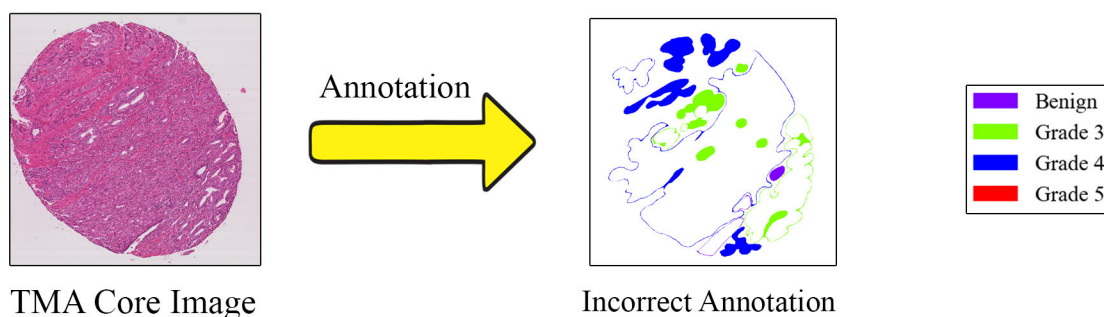 Annotation
Benign
Grade 3
Grade 4
Grade 5
TMA Core Image
Incorrect Annotation